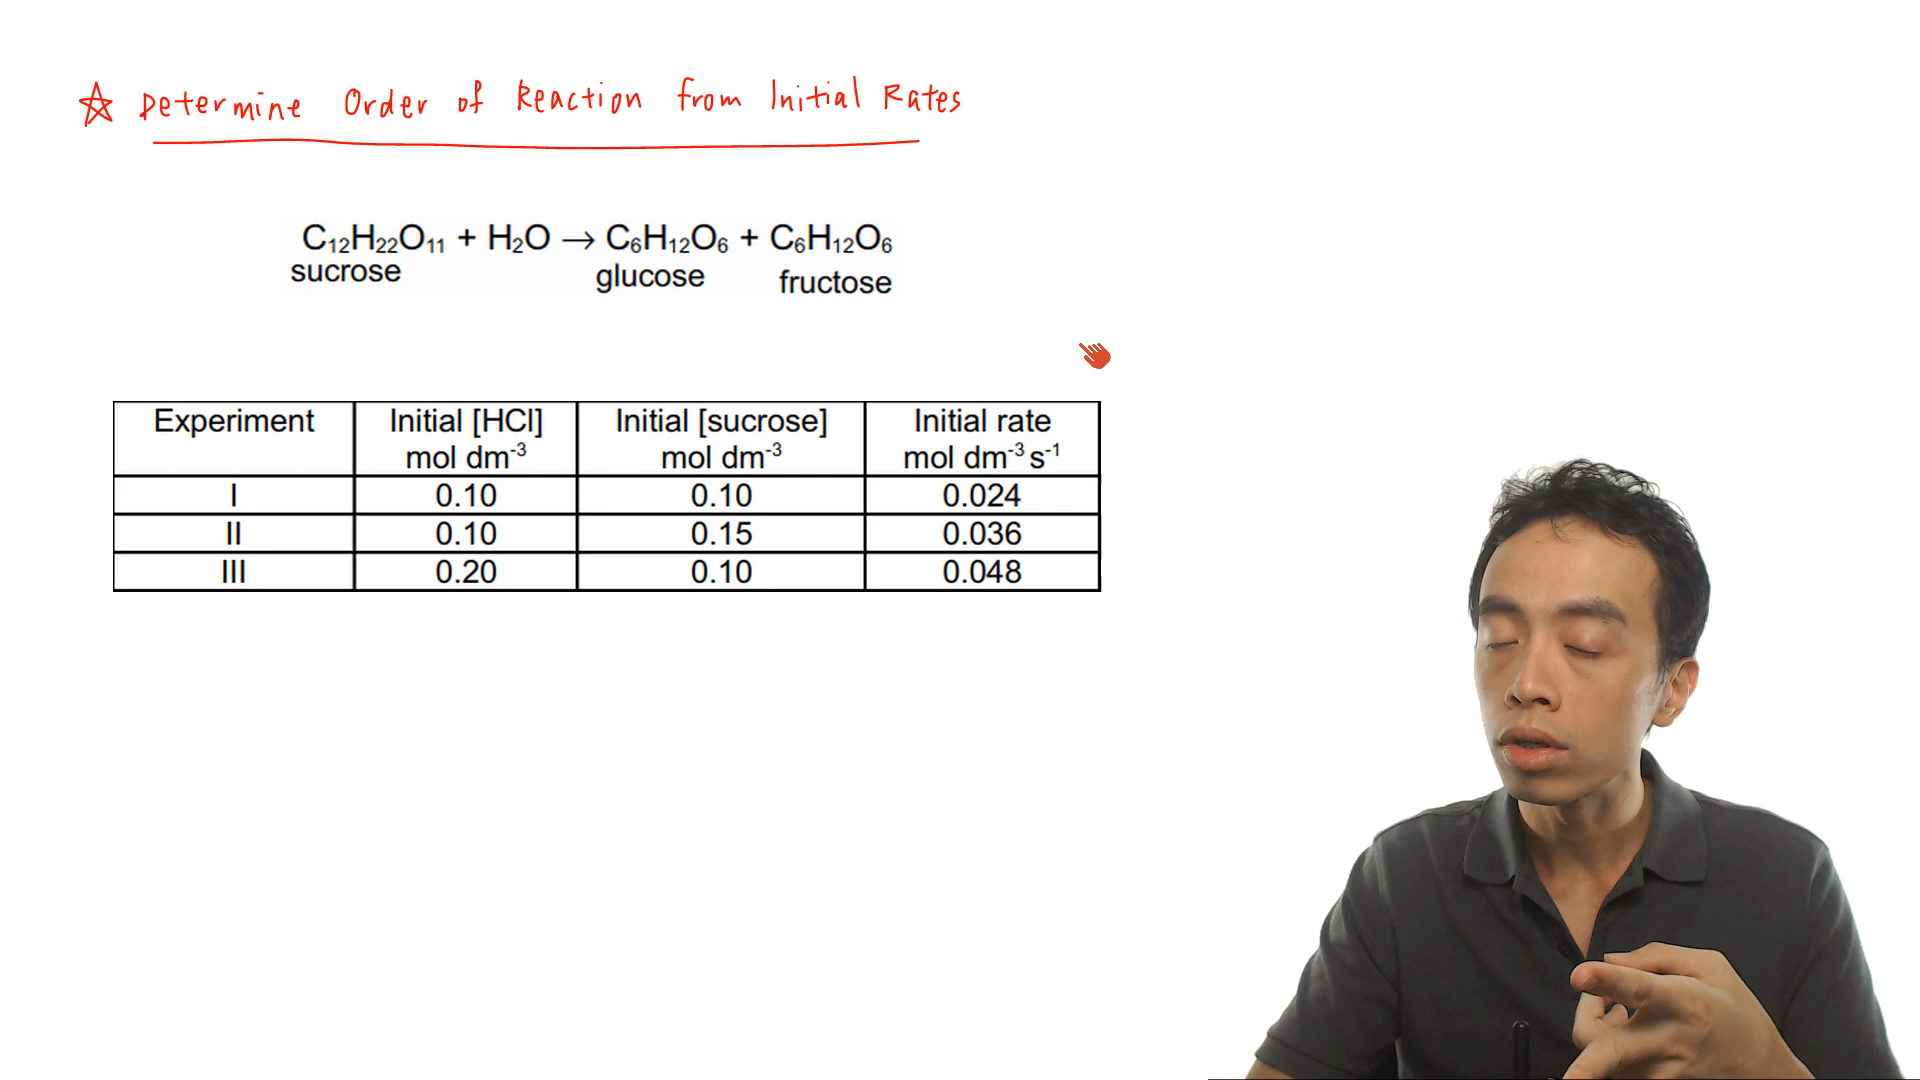 ☆ Determine Order of Reaction from Initial Rates
C₁₂H₂₂O₁₁ + H₂O → C₆H₁₂O₆ + C₆H₁₂O₆
sucrose glucose fructose
Experiment Initial [HCl] Initial [sucrose] Initial rate
mol dm⁻³ mol dm⁻³ mol dm⁻³ s⁻¹
I 0.10 0.10 0.024
II 0.10 0.15 0.036
III 0.20 0.10 0.048